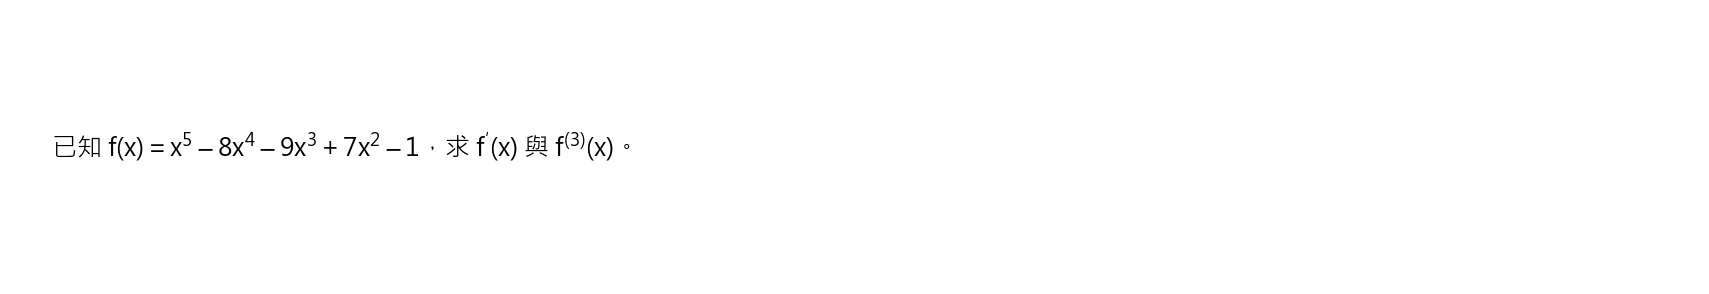 已知 f(x) = x⁵ – 8x⁴ – 9x³ + 7x² – 1，求 f′(x) 與 f⁽³⁾(x)。